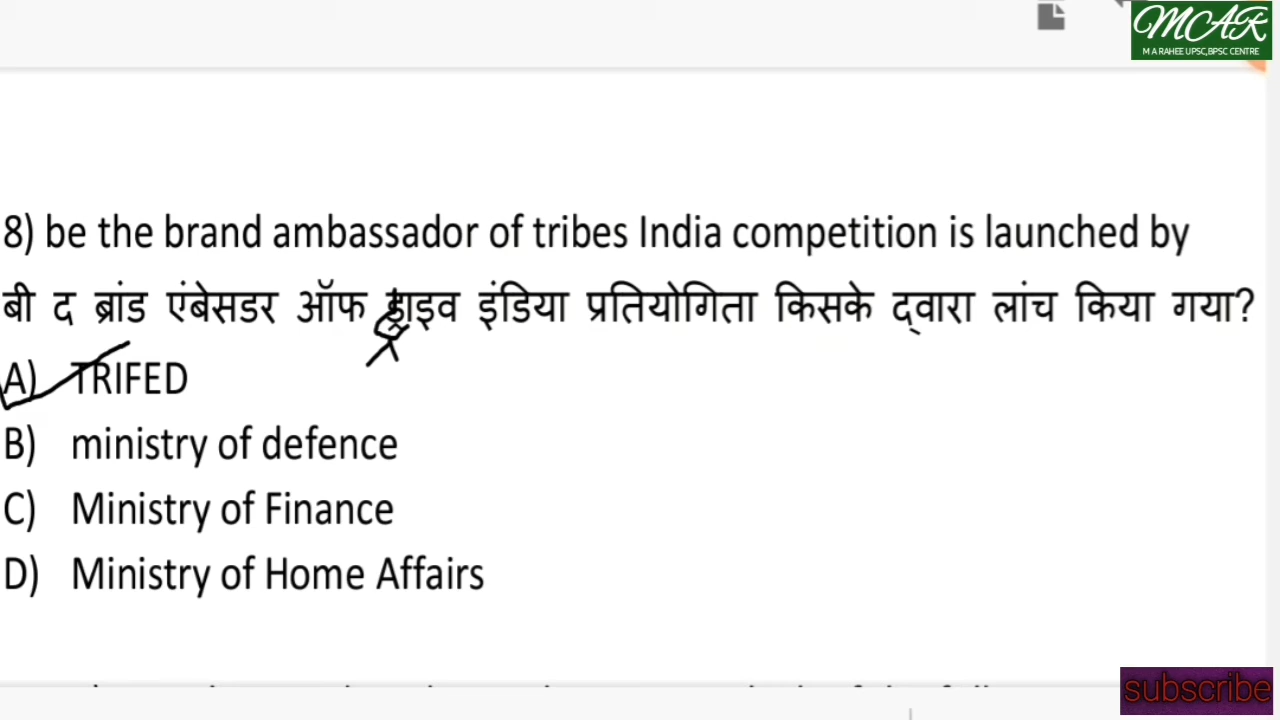 MCAR
M A RAHEE UPSC,BPSC CENTRE
8) be the brand ambassador of tribes India competition is launched by
बी द ब्रांड एंबेसडर ऑफ ड्राइव इंडिया प्रतियोगिता किसके द्वारा लांच किया गया?
A) TRIFED
B) ministry of defence
C) Ministry of Finance
D) Ministry of Home Affairs
subscribe